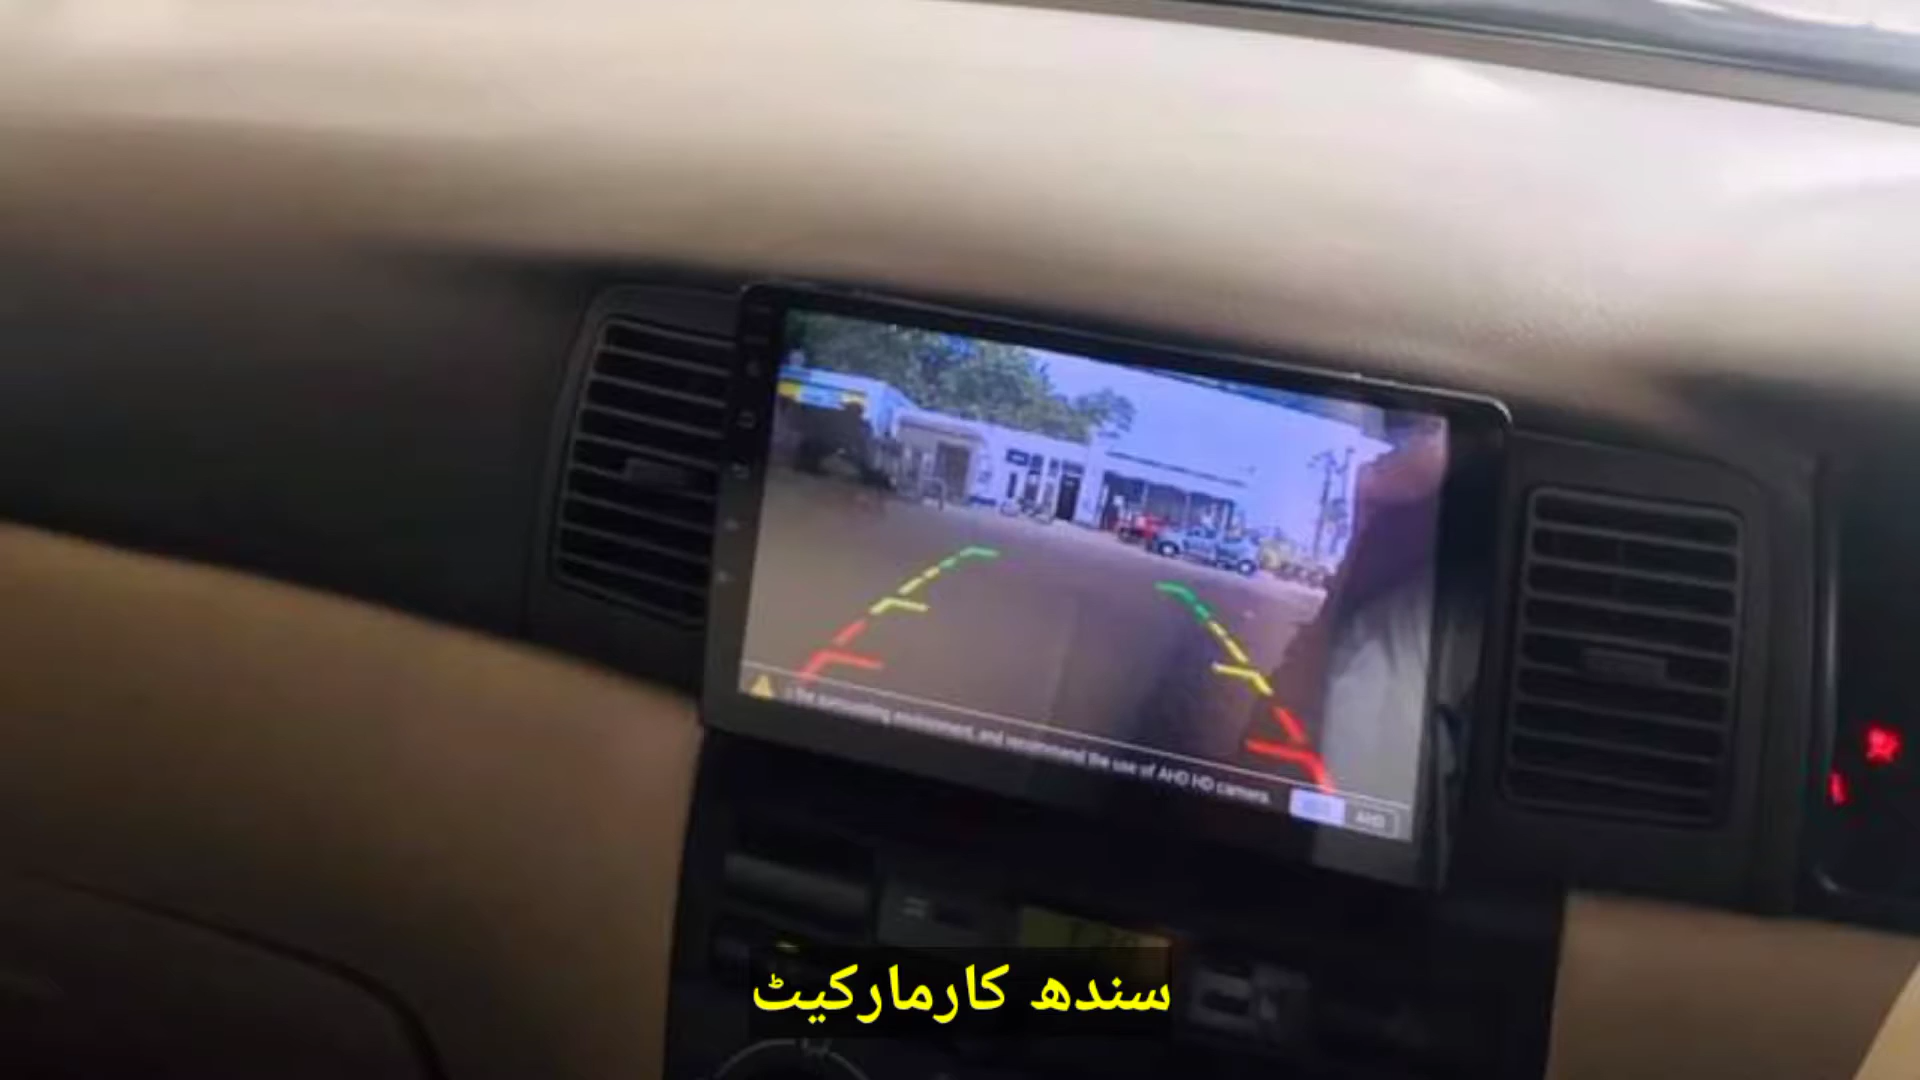 the surrounding environment, and recommend the use of AHD HD camera.
AHD
سندھ کارمارکیٹ